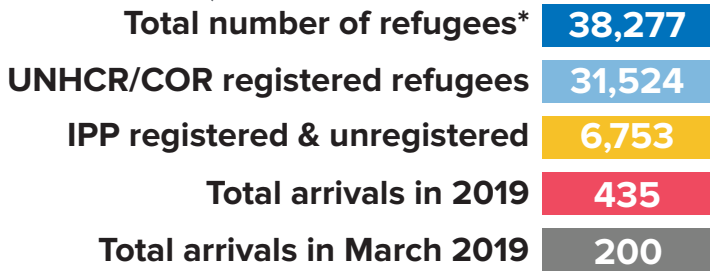 Total number of refugees* 38,277
UNHCR/COR registered refugees 31,524
IPP registered & unregistered 6,753
Total arrivals in 2019 435
Total arrivals in March 2019 200